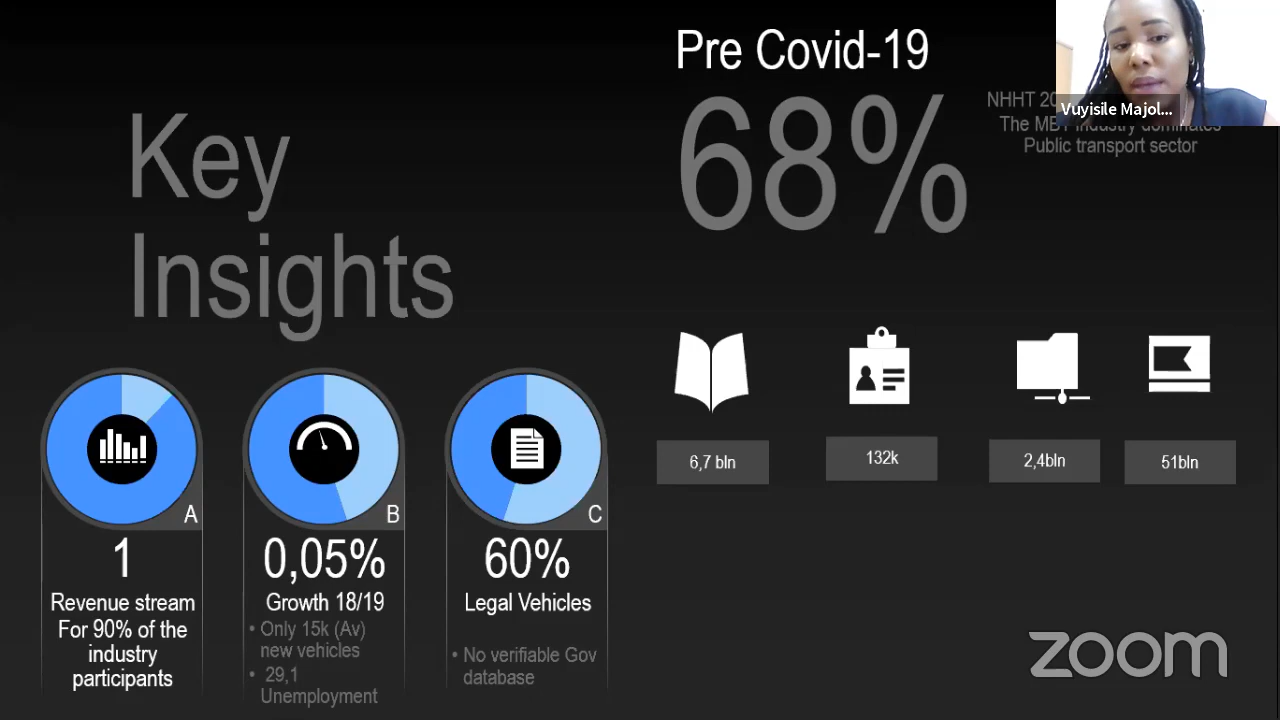 Key
Insights
A
1
Revenue stream
For 90% of the
industry
participants
B
0,05%
Growth 18/19
• Only 15k (Av)
new vehicles
• 29,1
Unemployment
C
60%
Legal Vehicles
• No verifiable Gov
database
Pre Covid-19
68%
NHHT 20
The MBT industry dominates
Public transport sector
Vuyisile Majol...
6,7 bln
132k
2,4bln
51bln
zoom